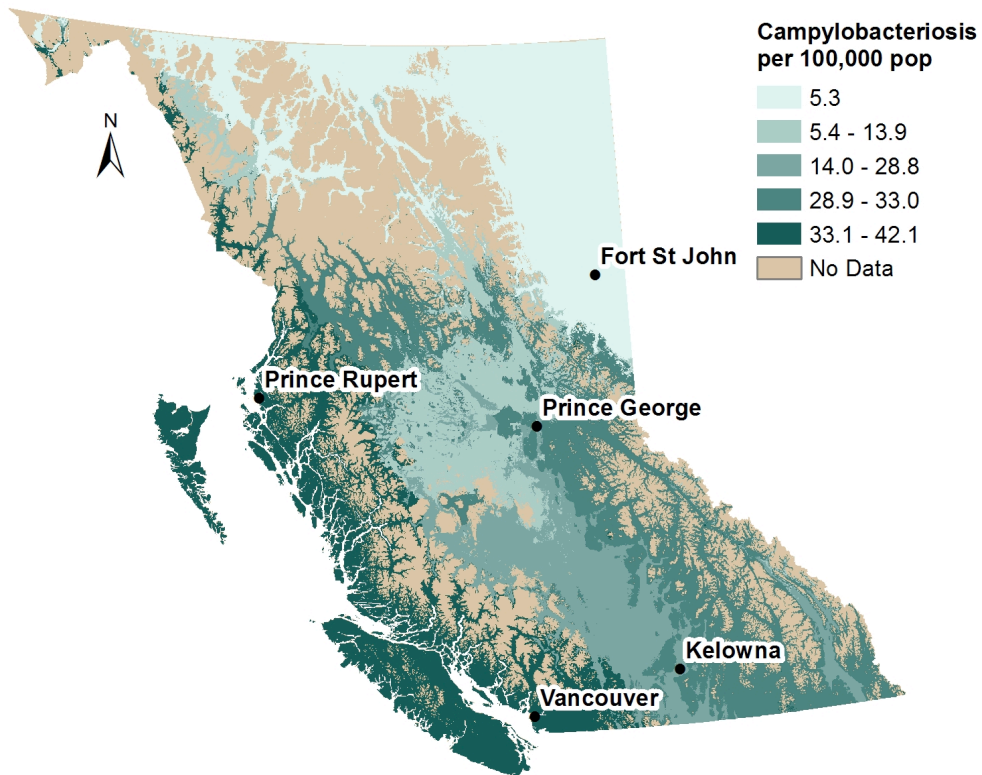 Campylobacteriosis
per 100,000 pop
5.3
5.4 - 13.9
14.0 - 28.8
28.9 - 33.0
33.1 - 42.1
No Data
N
Fort St John
Prince Rupert
Prince George
Kelowna
Vancouver